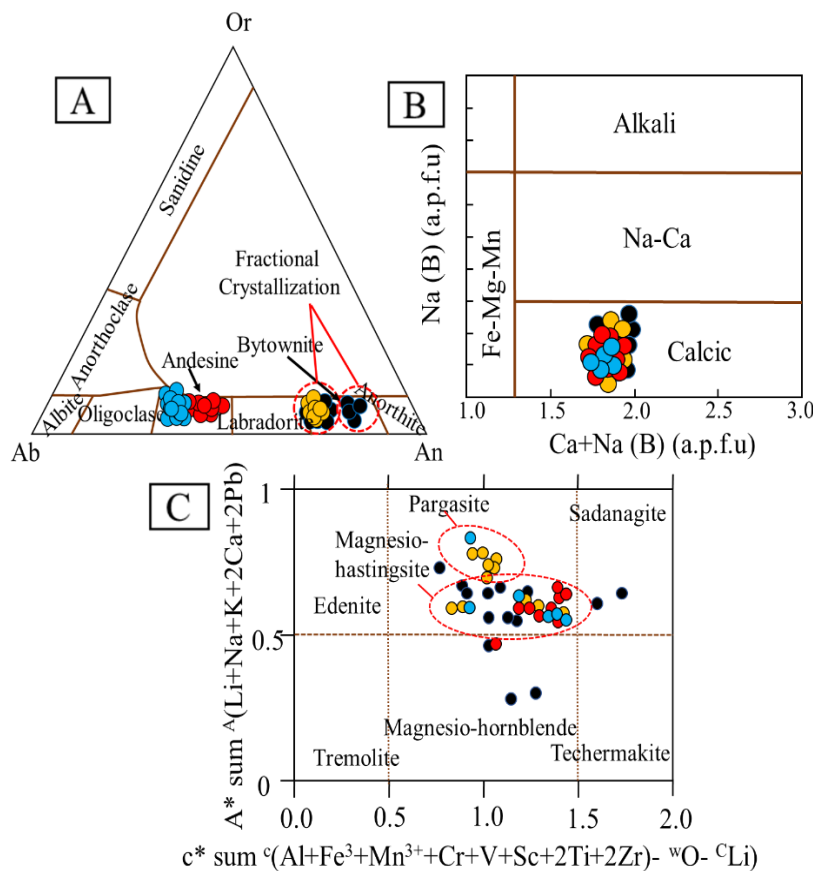 Or
A
Sanidine
Fractional
Crystallization
Anorthoclase
Andesine
Bytownite
Albite
Oligoclase
Labradorite
Anorthite
Ab
An
B
Na (B) (a.p.f.u)
Alkali
Na-Ca
Fe-Mg-Mn
Calcic
1.0
1.5
2.0
3.0
Ca+Na (B) (a.p.f.u)
C
A* sum ᴬ(Li+Na+K+2Ca+2Pb)
1
0.5
0
Pargasite
Sadanagite
Magnesio-
hastingsite
Edenite
Magnesio-hornblende
Tremolite
Techermakite
0.0
0.5
1.0
1.5
2.0
c* sum ᶜ(Al+Fe³+Mn³⁺+Cr+V+Sc+2Ti+2Zr)- ʷO- ᶜLi)